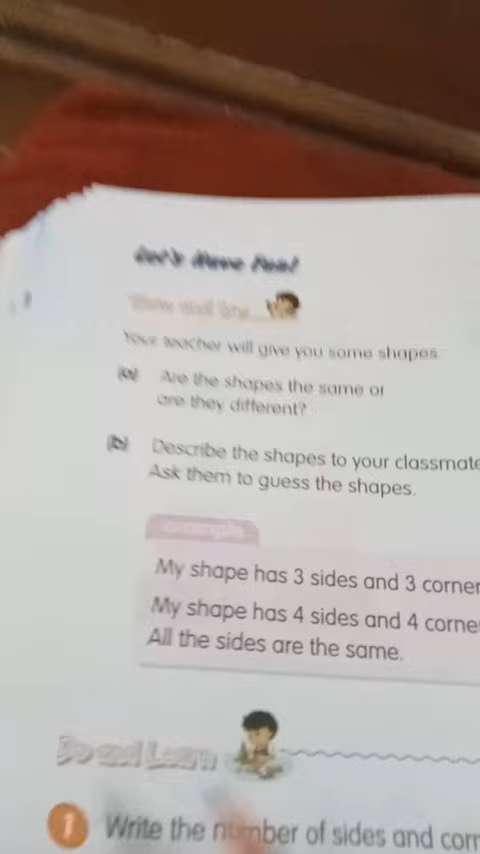 Let's Have Fun!
Show and
Your teacher will give you some shapes
(a) Are the shapes the same or
are they different?
(b) Describe the shapes to your classmate
Ask them to guess the shapes.
Example
My shape has 3 sides and 3 corner
My shape has 4 sides and 4 corne
All the sides are the same.
Do and Learn
1 Write the number of sides and corn